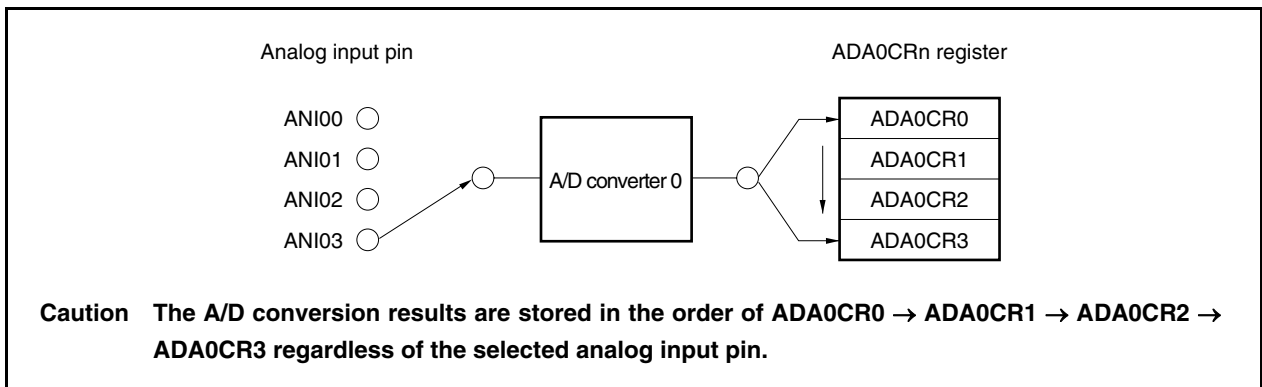 Analog input pin
ADA0CRn register
ANI00
ANI01
ANI02
ANI03
A/D converter 0
ADA0CR0
ADA0CR1
ADA0CR2
ADA0CR3
Caution The A/D conversion results are stored in the order of ADA0CR0 → ADA0CR1 → ADA0CR2 →
ADA0CR3 regardless of the selected analog input pin.